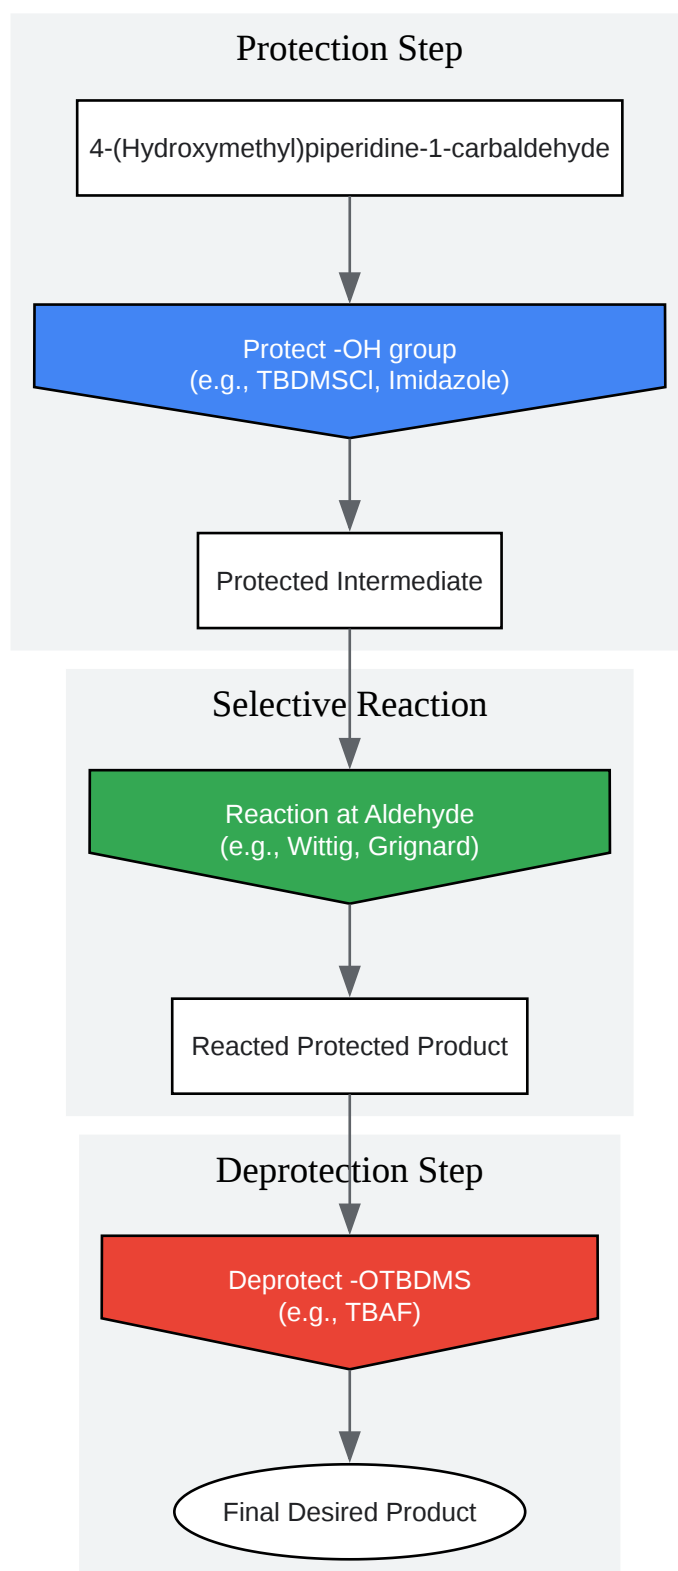 Protection Step
4-(Hydroxymethyl)piperidine-1-carbaldehyde
Protect -OH group
(e.g., TBDMSCl, Imidazole)
Protected Intermediate
Selective Reaction
Reaction at Aldehyde
(e.g., Wittig, Grignard)
Reacted Protected Product
Deprotection Step
Deprotect -OTBDMS
(e.g., TBAF)
Final Desired Product